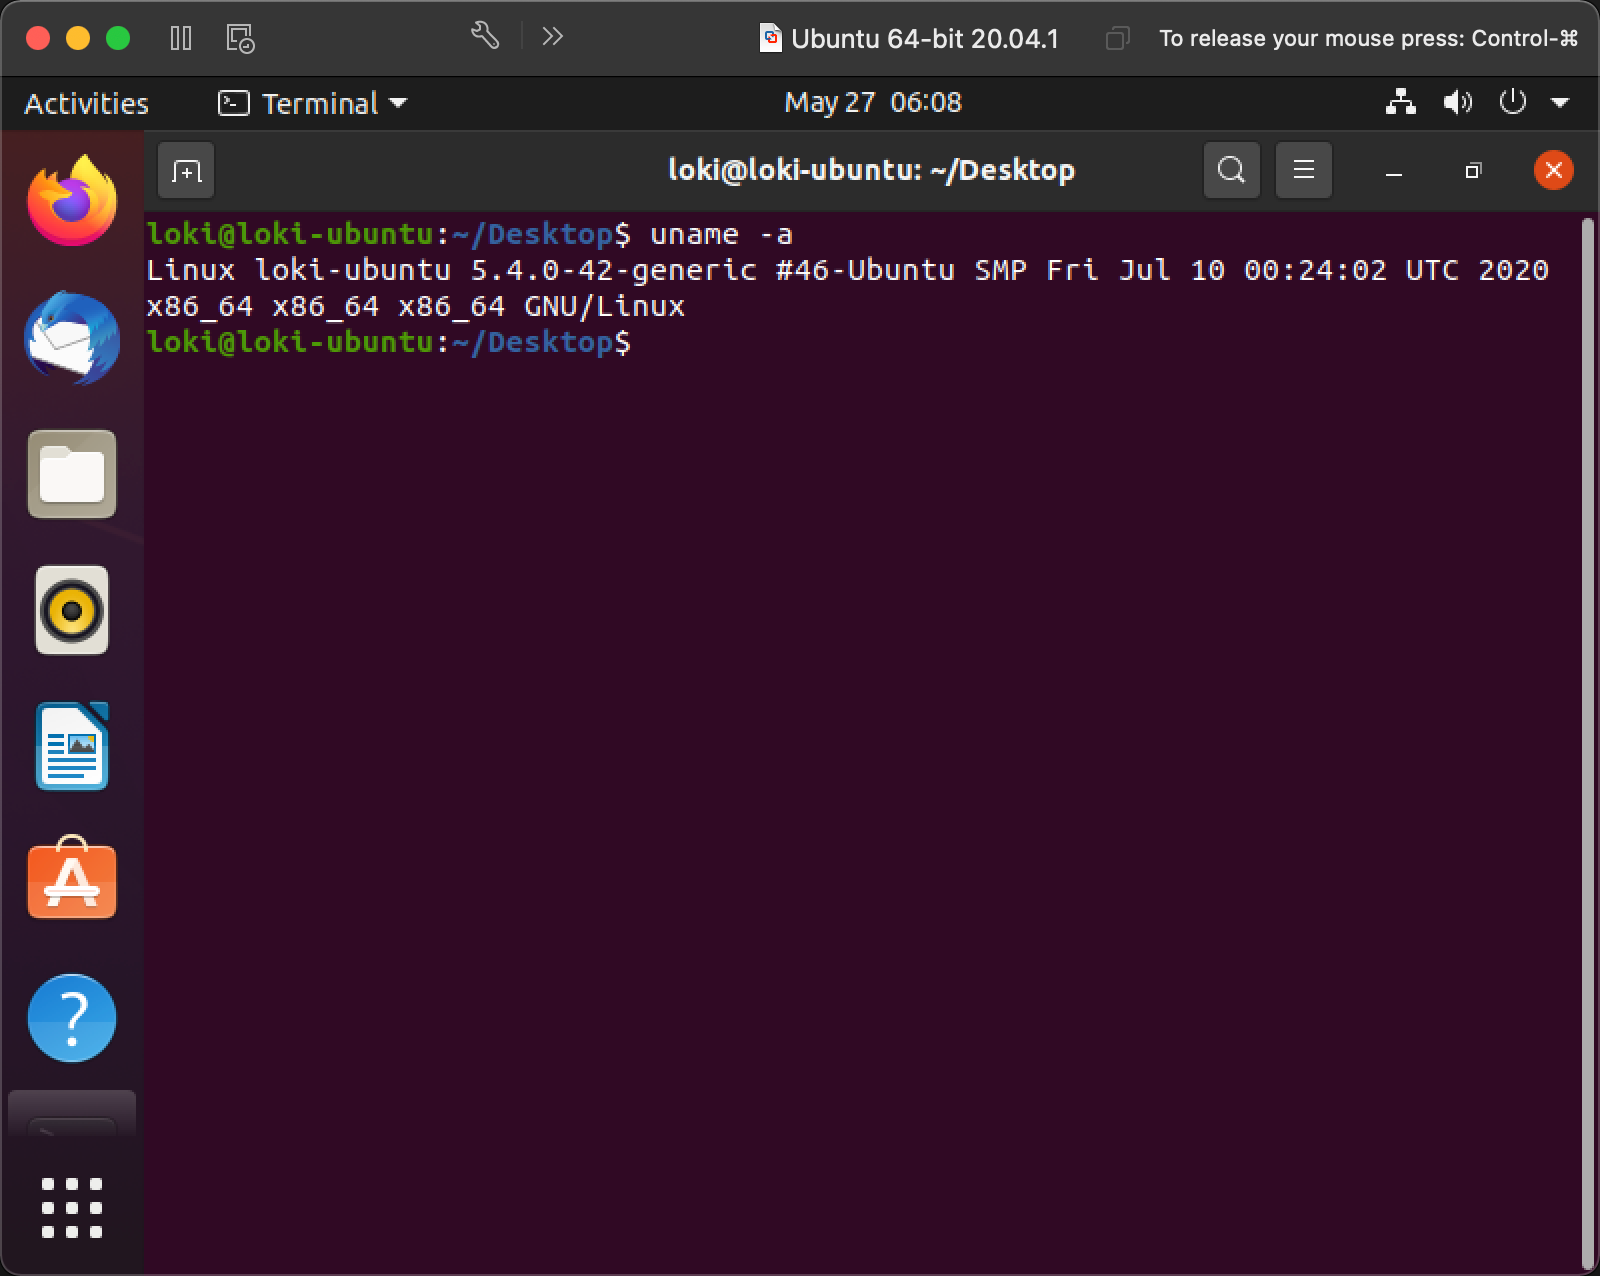 Ubuntu 64-bit 20.04.1
To release your mouse press: Control-⌘
Activities
Terminal
May 27 06:08
loki@loki-ubuntu: ~/Desktop
loki@loki-ubuntu:~/Desktop$ uname -a
Linux loki-ubuntu 5.4.0-42-generic #46-Ubuntu SMP Fri Jul 10 00:24:02 UTC 2020
x86_64 x86_64 x86_64 GNU/Linux
loki@loki-ubuntu:~/Desktop$